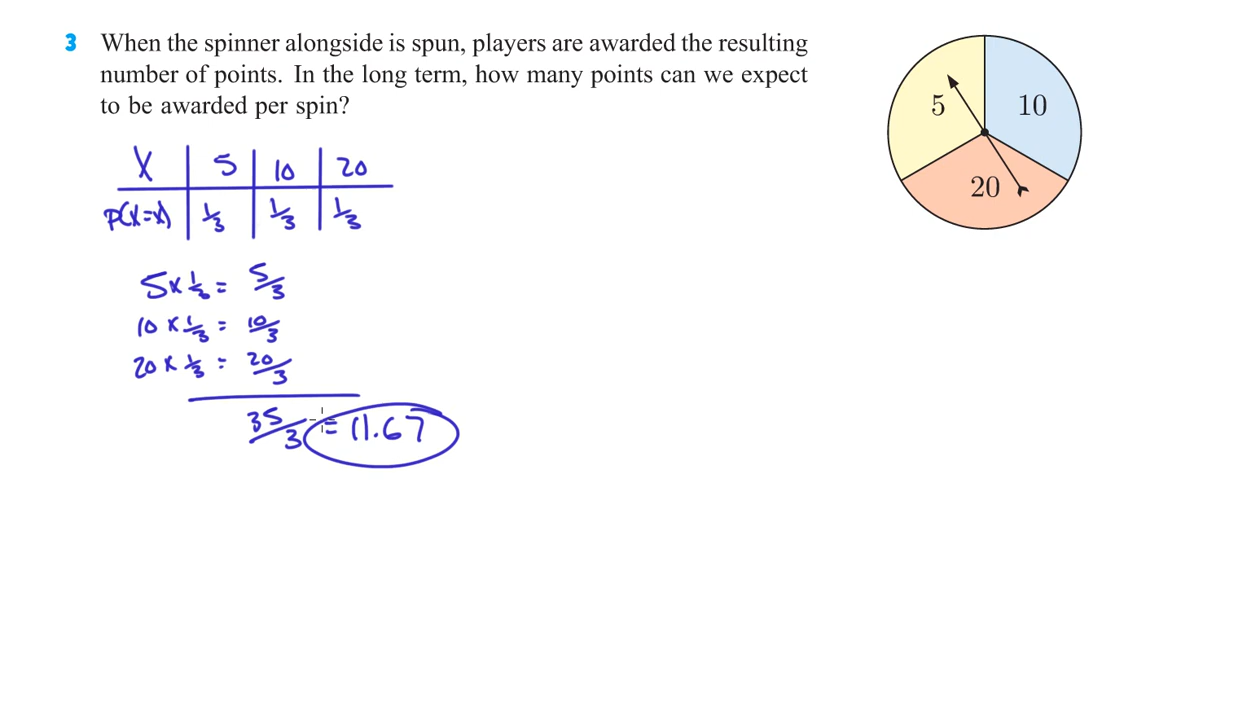 3 When the spinner alongside is spun, players are awarded the resulting
number of points. In the long term, how many points can we expect
to be awarded per spin?
5
10
20
X 5 10 20
P(X=x) 1/3 1/3 1/3
5 x 1/3 = 5/3
10 x 1/3 = 10/3
20 x 1/3 = 20/3
35/3 = 11.67